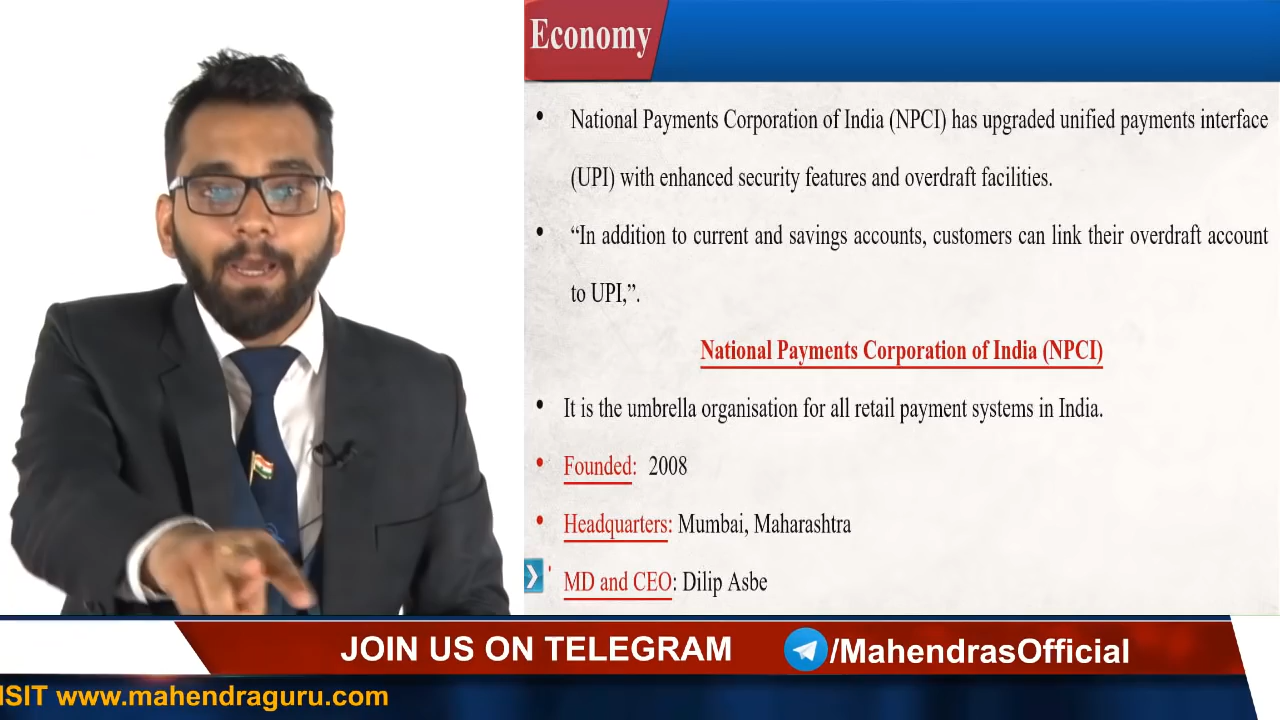 Economy
• National Payments Corporation of India (NPCI) has upgraded unified payments interface
(UPI) with enhanced security features and overdraft facilities.
• “In addition to current and savings accounts, customers can link their overdraft account
to UPI,”.
National Payments Corporation of India (NPCI)
• It is the umbrella organisation for all retail payment systems in India.
• Founded: 2008
• Headquarters: Mumbai, Maharashtra
MD and CEO: Dilip Asbe
JOIN US ON TELEGRAM /MahendrasOfficial
ISIT www.mahendraguru.com